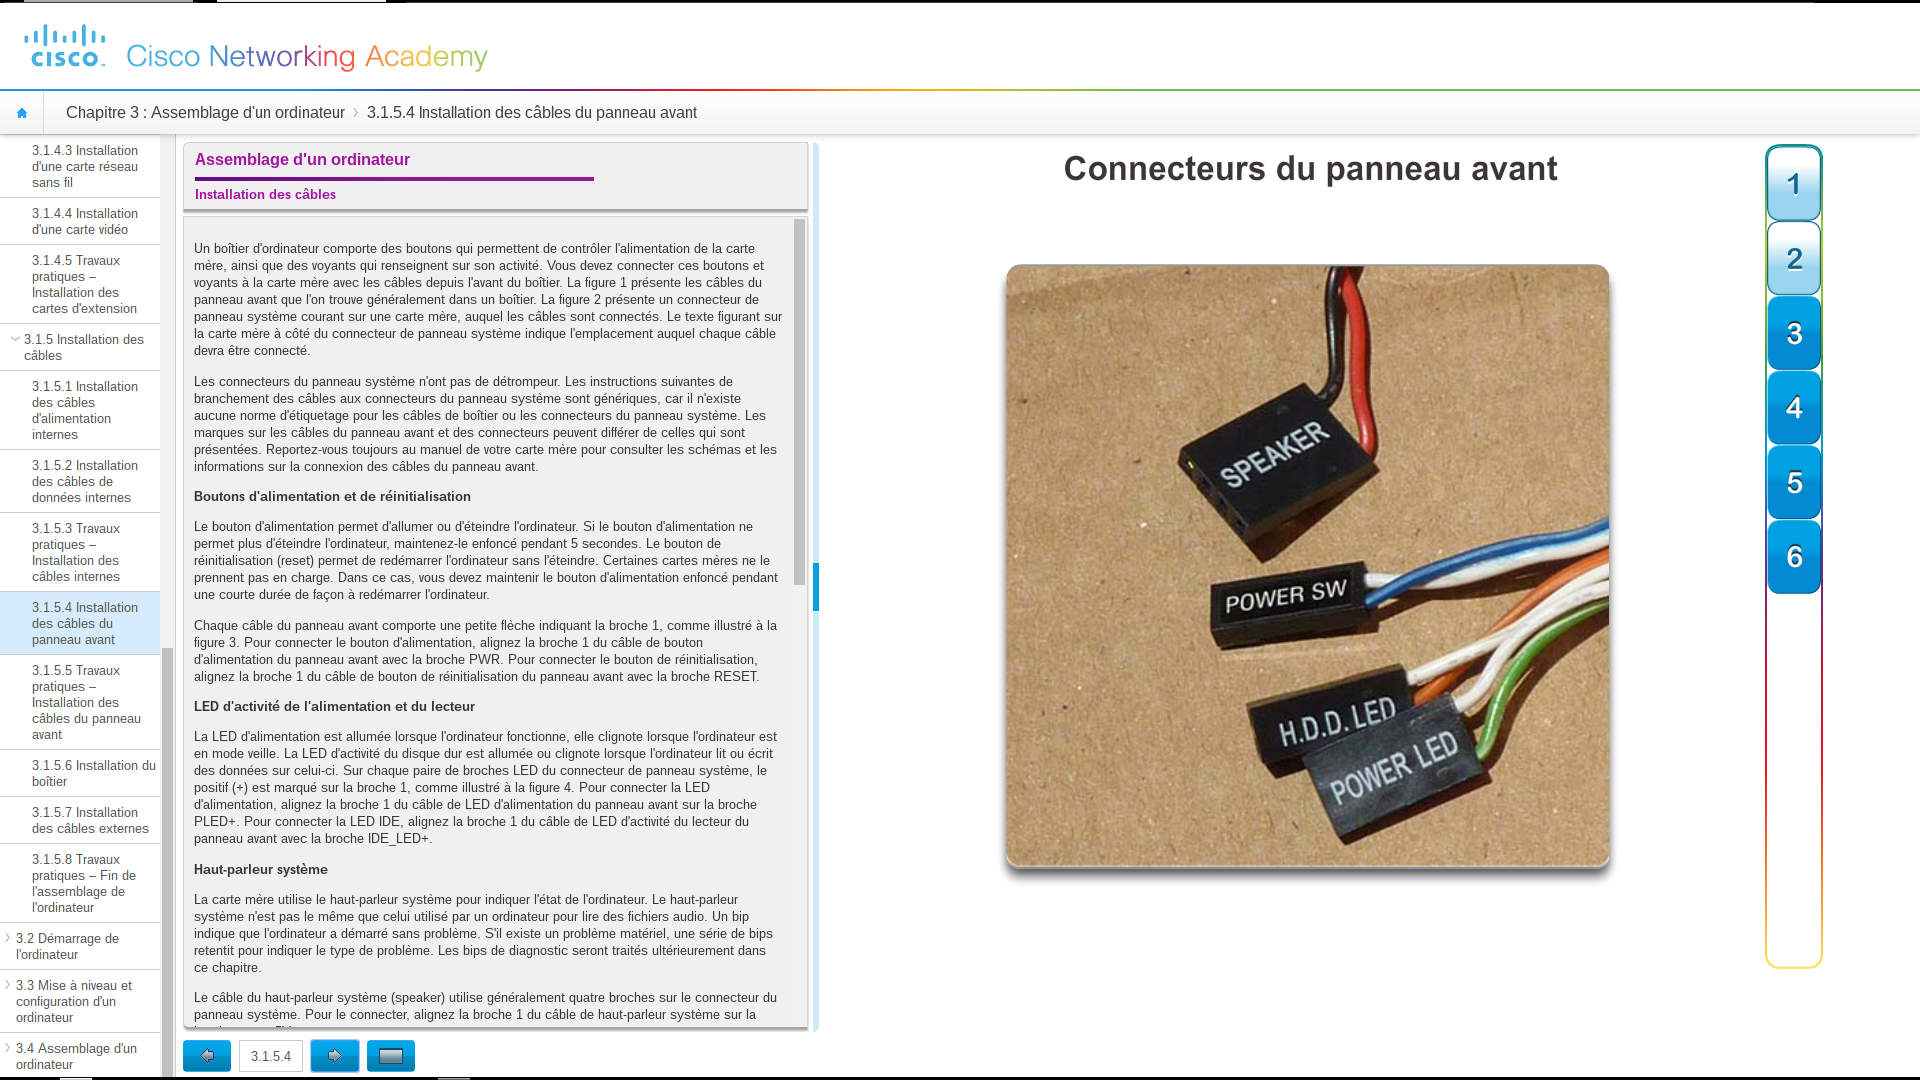 CISCO
Cisco Networking Academy
Chapitre 3 : Assemblage d'un ordinateur
3.1.5.4 Installation des câbles du panneau avant
3.1.4.3 Installation
d'une carte réseau
sans fil
3.1.4.4 Installation
d'une carte vidéo
3.1.4.5 Travaux
pratiques –
Installation des
cartes d'extension
3.1.5 Installation des
câbles
3.1.5.1 Installation
des câbles
d'alimentation
internes
3.1.5.2 Installation
des câbles de
données internes
3.1.5.3 Travaux
pratiques –
Installation des
câbles internes
3.1.5.4 Installation
des câbles du
panneau avant
3.1.5.5 Travaux
pratiques –
Installation des
câbles du panneau
avant
3.1.5.6 Installation du
boîtier
3.1.5.7 Installation
des câbles externes
3.1.5.8 Travaux
pratiques – Fin de
l'assemblage de
l'ordinateur
3.2 Démarrage de
l'ordinateur
3.3 Mise à niveau et
configuration d'un
ordinateur
3.4 Assemblage d'un
ordinateur
Assemblage d'un ordinateur
Installation des câbles
Un boîtier d'ordinateur comporte des boutons qui permettent de contrôler l'alimentation de la carte
mère, ainsi que des voyants qui renseignent sur son activité. Vous devez connecter ces boutons et
voyants à la carte mère avec les câbles depuis l'avant du boîtier. La figure 1 présente les câbles du
panneau avant que l'on trouve généralement dans un boîtier. La figure 2 présente un connecteur de
panneau système courant sur une carte mère, auquel les câbles sont connectés. Le texte figurant sur
la carte mère à côté du connecteur de panneau système indique l'emplacement auquel chaque câble
devra être connecté.
Les connecteurs du panneau système n'ont pas de détrompeur. Les instructions suivantes de
branchement des câbles aux connecteurs du panneau système sont génériques, car il n'existe
aucune norme d'étiquetage pour les câbles de boîtier ou les connecteurs du panneau système. Les
marques sur les câbles du panneau avant et des connecteurs peuvent différer de celles qui sont
présentées. Reportez-vous toujours au manuel de votre carte mère pour consulter les schémas et les
informations sur la connexion des câbles du panneau avant.
Boutons d'alimentation et de réinitialisation
Le bouton d'alimentation permet d'allumer ou d'éteindre l'ordinateur. Si le bouton d'alimentation ne
permet plus d'éteindre l'ordinateur, maintenez-le enfoncé pendant 5 secondes. Le bouton de
réinitialisation (reset) permet de redémarrer l'ordinateur sans l'éteindre. Certaines cartes mères ne le
prennent pas en charge. Dans ce cas, vous devez maintenir le bouton d'alimentation enfoncé pendant
une courte durée de façon à redémarrer l'ordinateur.
Chaque câble du panneau avant comporte une petite flèche indiquant la broche 1, comme illustré à la
figure 3. Pour connecter le bouton d'alimentation, alignez la broche 1 du câble de bouton
d'alimentation du panneau avant avec la broche PWR. Pour connecter le bouton de réinitialisation,
alignez la broche 1 du câble de bouton de réinitialisation du panneau avant avec la broche RESET.
LED d'activité de l'alimentation et du lecteur
La LED d'alimentation est allumée lorsque l'ordinateur fonctionne, elle clignote lorsque l'ordinateur est
en mode veille. La LED d'activité du disque dur est allumée ou clignote lorsque l'ordinateur lit ou écrit
des données sur celui-ci. Sur chaque paire de broches LED du connecteur de panneau système, le
positif (+) est marqué sur la broche 1, comme illustré à la figure 4. Pour connecter la LED
d'alimentation, alignez la broche 1 du câble de LED d'alimentation du panneau avant sur la broche
PLED+. Pour connecter la LED IDE, alignez la broche 1 du câble de LED d'activité du lecteur du
panneau avant avec la broche IDE_LED+.
Haut-parleur système
La carte mère utilise le haut-parleur système pour indiquer l'état de l'ordinateur. Le haut-parleur
système n'est pas le même que celui utilisé par un ordinateur pour lire des fichiers audio. Un bip
indique que l'ordinateur a démarré sans problème. S'il existe un problème matériel, une série de bips
retentit pour indiquer le type de problème. Les bips de diagnostic seront traités ultérieurement dans
ce chapitre.
Le câble du haut-parleur système (speaker) utilise généralement quatre broches sur le connecteur du
panneau système. Pour le connecter, alignez la broche 1 du câble de haut-parleur système sur la
3.1.5.4
Connecteurs du panneau avant
SPEAKER
POWER SW
H.D.D. LED
POWER LED
1
2
3
4
5
6